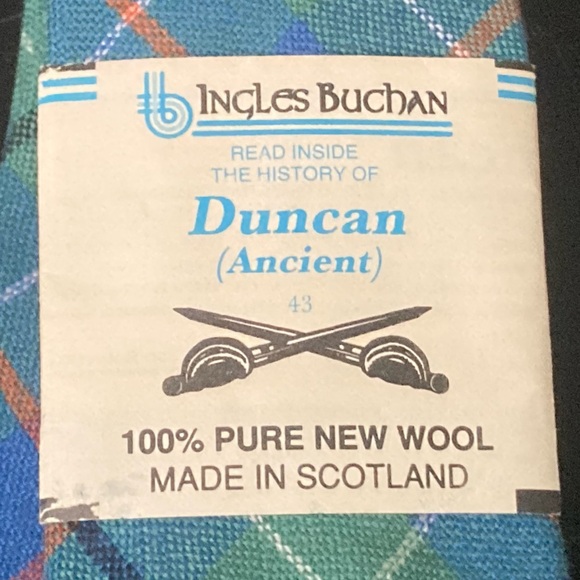 INGLES BUCHAN
READ INSIDE
THE HISTORY OF
Duncan
(Ancient)
43
100% PURE NEW WOOL
MADE IN SCOTLAND